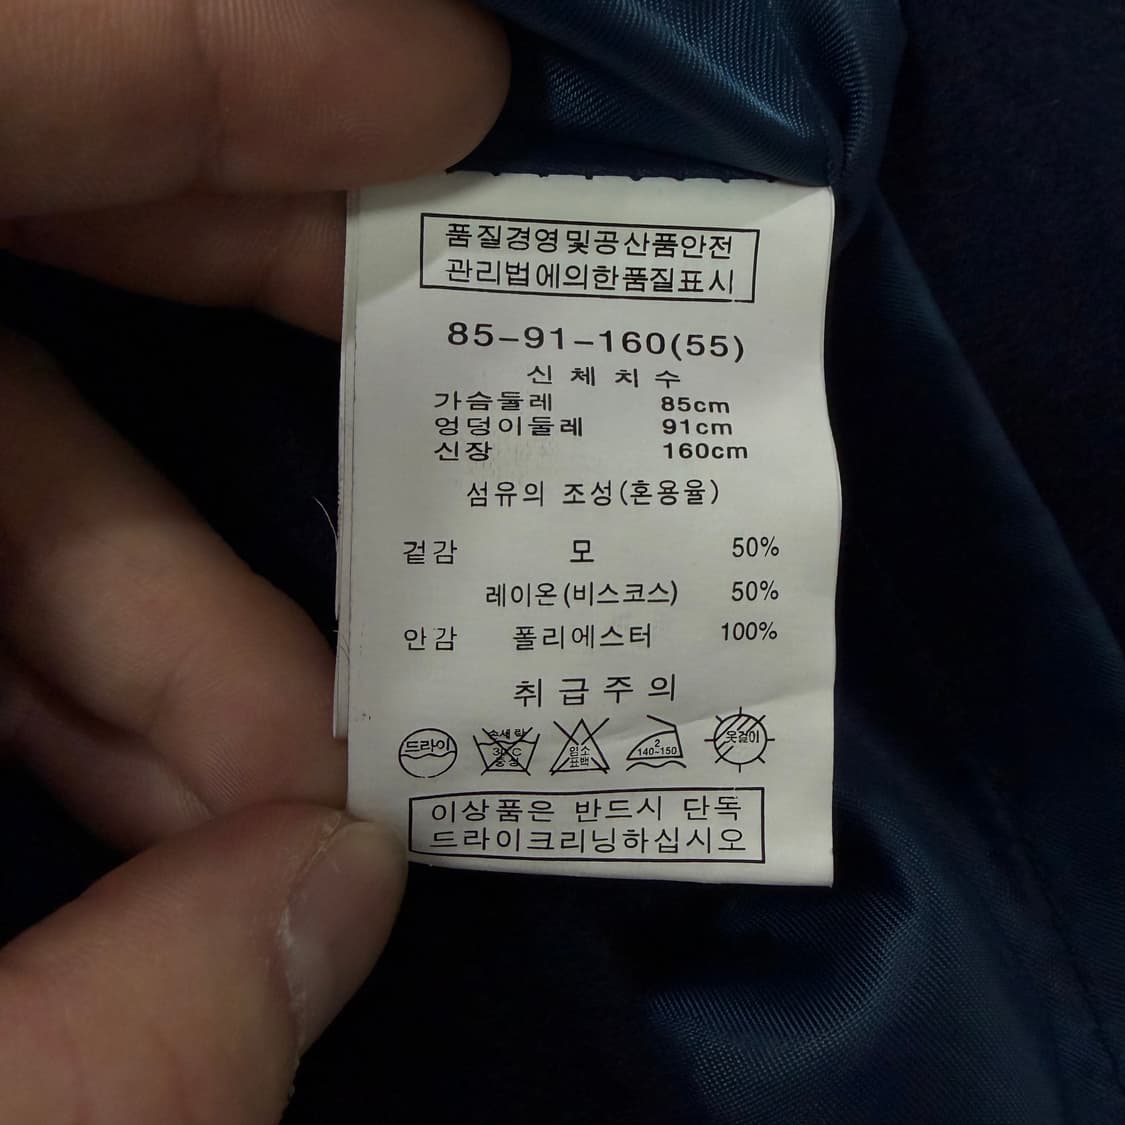 품질경영및공산품안전
관리법에의한품질표시
85-91-160(55)
신체치수
가슴둘레 85cm
엉덩이둘레 91cm
신장 160cm
섬유의 조성(혼용율)
겉감 모 50%
레이온(비스코스) 50%
안감 폴리에스터 100%
취급주의
드라이 손세탁 30°C 중성 염소 표백 2 140~150 옷걸이
이상품은 반드시 단독
드라이크리닝하십시오